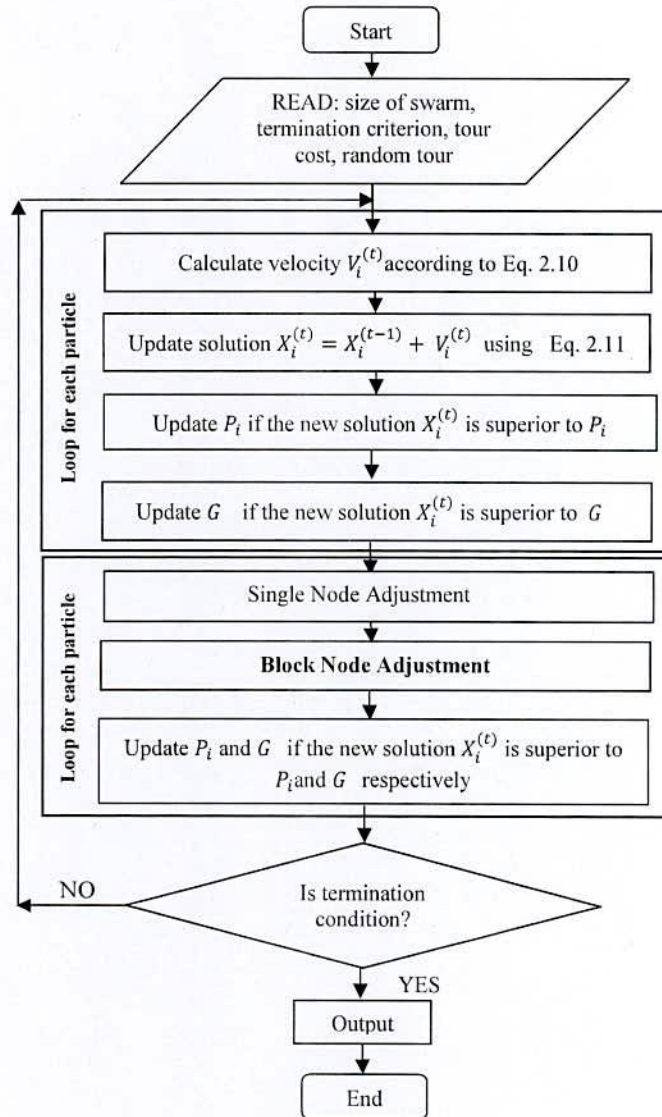 Start
READ: size of swarm,
termination criterion, tour
cost, random tour
Loop for each particle
Calculate velocity $V_i^{(t)}$according to Eq. 2.10
Update solution $X_i^{(t)} = X_i^{(t-1)} + V_i^{(t)}$ using Eq. 2.11
Update $P_i$ if the new solution $X_i^{(t)}$ is superior to $P_i$
Update $G$ if the new solution $X_i^{(t)}$ is superior to $G$
Loop for each particle
Single Node Adjustment
Block Node Adjustment
Update $P_i$ and $G$ if the new solution $X_i^{(t)}$ is superior to
$P_i$and $G$ respectively
NO
Is termination
condition?
YES
Output
End